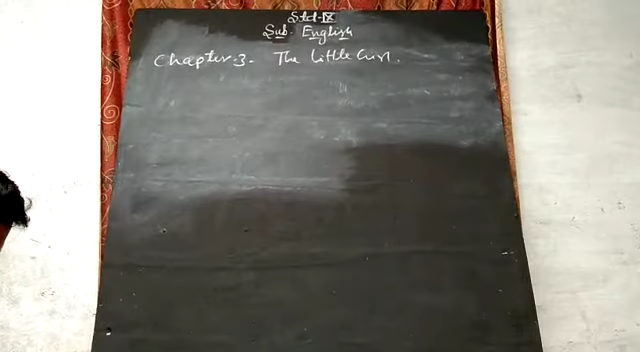 Std-IX
Sub- English
Chapter-3- The Little Girl.